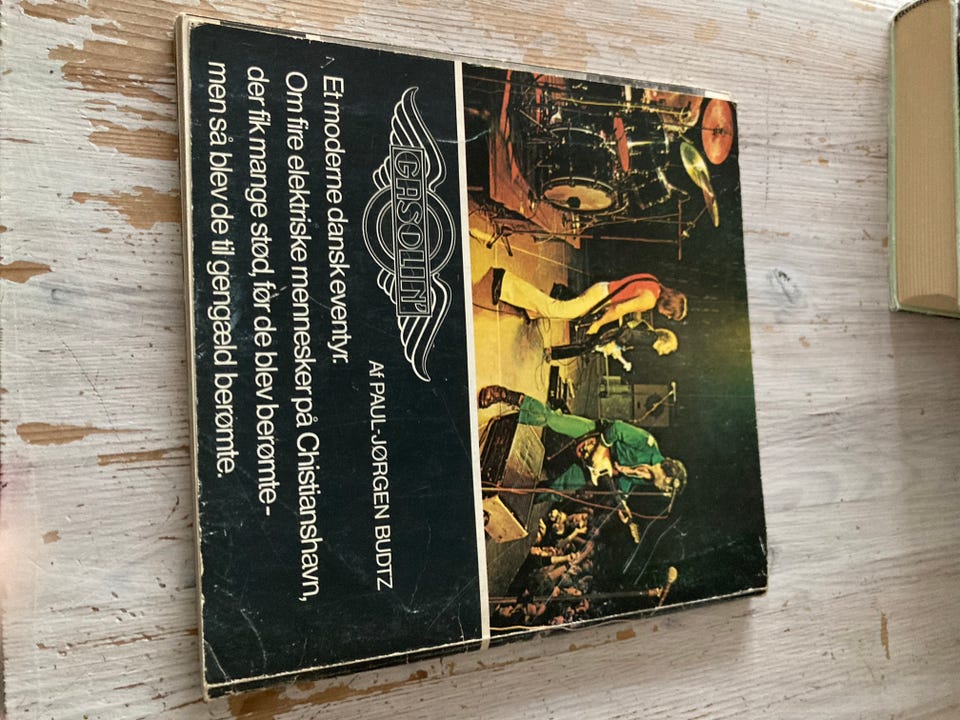 GASOLIN'
Af PAUL-JØRGEN BUDTZ
Et moderne dansk eventyr.
Om fire elektriske mennesker på Chistianshavn,
der fik mange stød, før de blev berømte -
men så blev de til gengæld berømte.